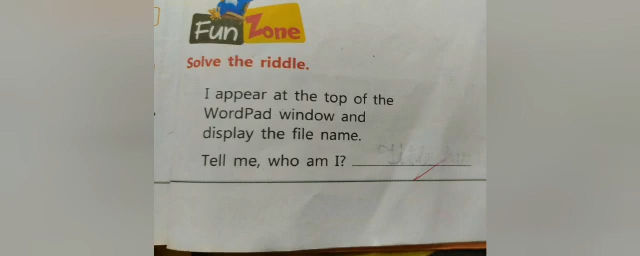 Fun Zone
Solve the riddle.
I appear at the top of the
WordPad window and
display the file name.
Tell me, who am I?